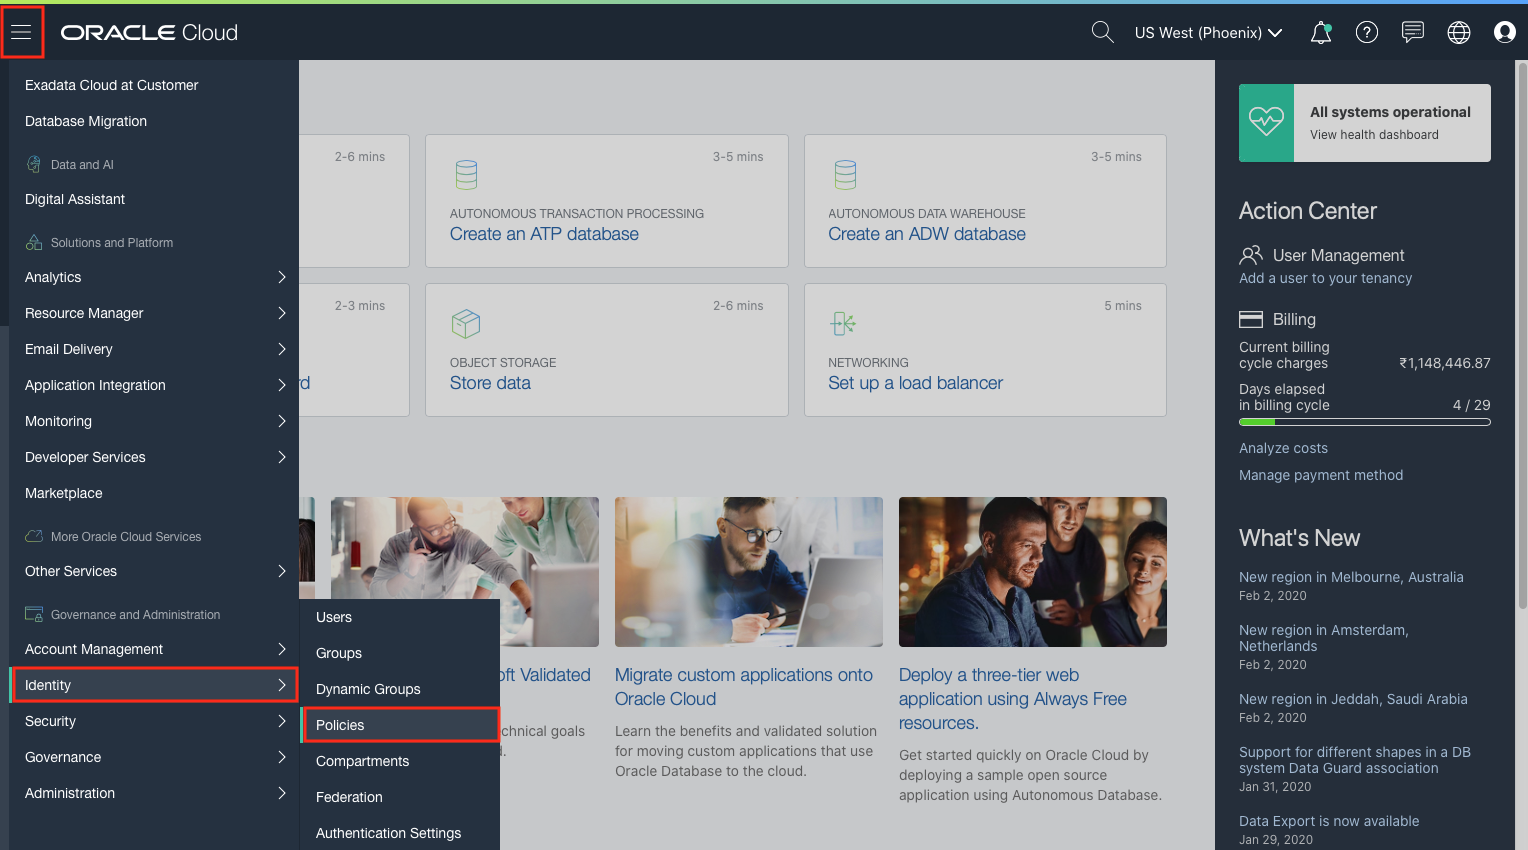 ORACLE Cloud
US West (Phoenix)
Exadata Cloud at Customer
Database Migration
Data and AI
Digital Assistant
Solutions and Platform
Analytics
Resource Manager
Email Delivery
Application Integration
Monitoring
Developer Services
Marketplace
More Oracle Cloud Services
Other Services
Governance and Administration
Account Management
Identity
Security
Governance
Administration
Users
Groups
Dynamic Groups
Policies
Compartments
Federation
Authentication Settings
2-6 mins
3-5 mins
AUTONOMOUS TRANSACTION PROCESSING
Create an ATP database
3-5 mins
AUTONOMOUS DATA WAREHOUSE
Create an ADW database
2-3 mins
rd
2-6 mins
OBJECT STORAGE
Store data
5 mins
NETWORKING
Set up a load balancer
oft Validated
chnical goals
Migrate custom applications onto
Oracle Cloud
Learn the benefits and validated solution
for moving custom applications that use
Oracle Database to the cloud.
Deploy a three-tier web
application using Always Free
resources.
Get started quickly on Oracle Cloud by
deploying a sample open source
application using Autonomous Database.
All systems operational
View health dashboard
Action Center
User Management
Add a user to your tenancy
Billing
Current billing
cycle charges ₹1,148,446.87
Days elapsed
in billing cycle 4 / 29
Analyze costs
Manage payment method
What's New
New region in Melbourne, Australia
Feb 2, 2020
New region in Amsterdam,
Netherlands
Feb 2, 2020
New region in Jeddah, Saudi Arabia
Feb 2, 2020
Support for different shapes in a DB
system Data Guard association
Jan 31, 2020
Data Export is now available
Jan 29, 2020